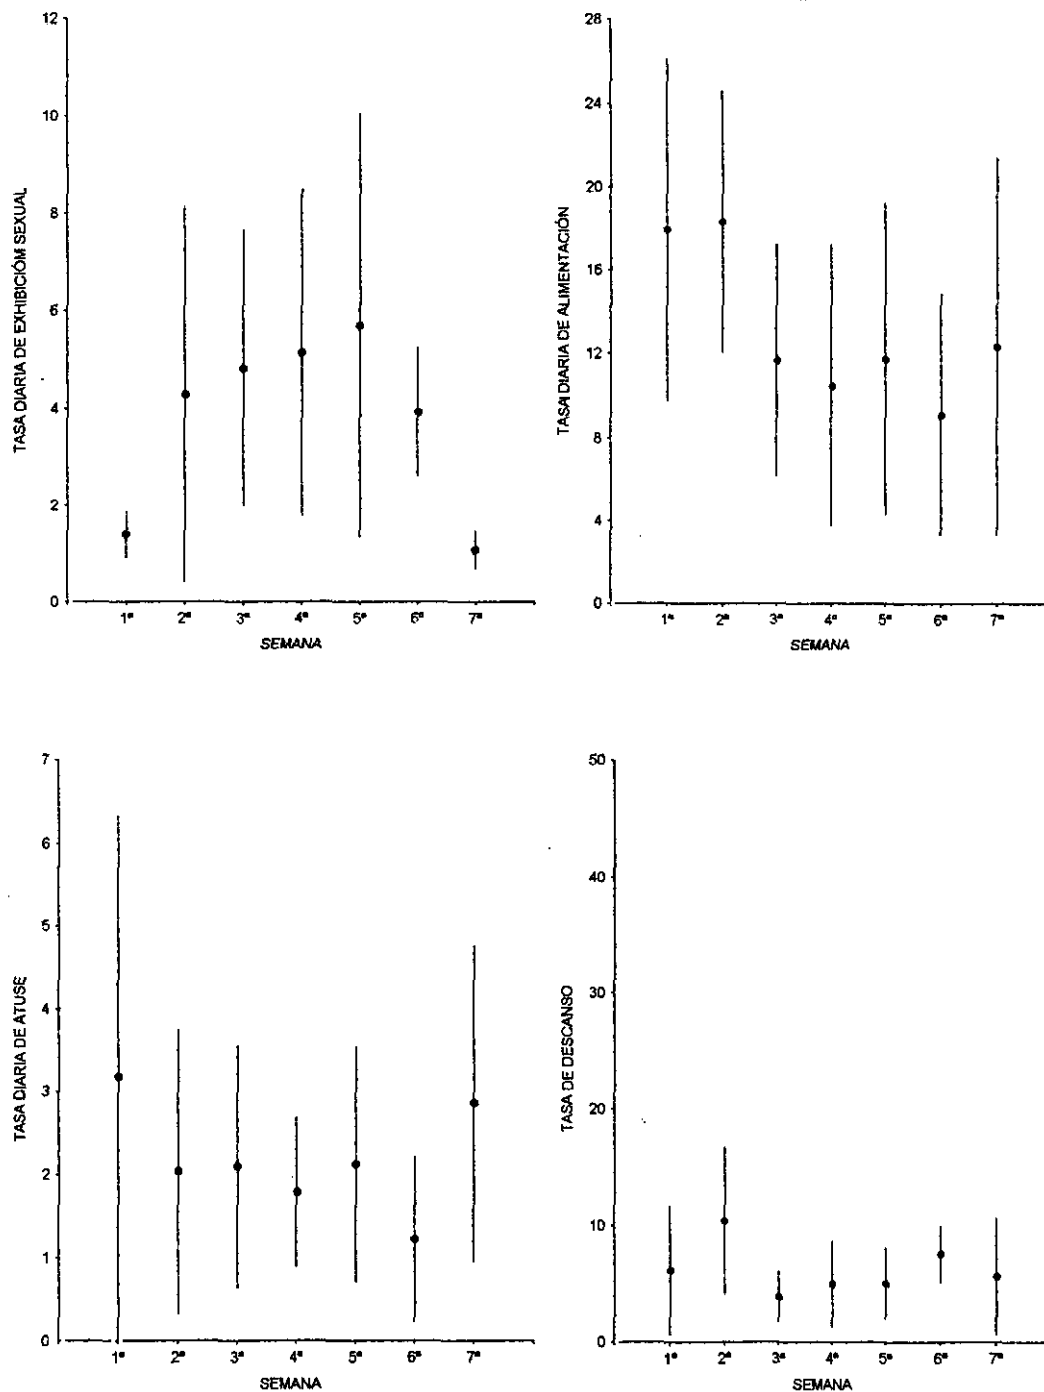 TASA DIARIA DE EXHIBICIÓM SEXUAL
12
10
8
6
4
2
0
1ª 2ª 3ª 4ª 5ª 6ª 7ª
SEMANA
TASA DIARIA DE ALIMENTACIÓN
28
24
20
16
12
8
4
0
1ª 2ª 3ª 4ª 5ª 6ª 7ª
SEMANA
TASA DIARIA DE ATUSE
7
6
5
4
3
2
1
0
1ª 2ª 3ª 4ª 5ª 6ª 7ª
SEMANA
TASA DE DESCANSO
50
40
30
20
10
0
1ª 2ª 3ª 4ª 5ª 6ª 7ª
SEMANA